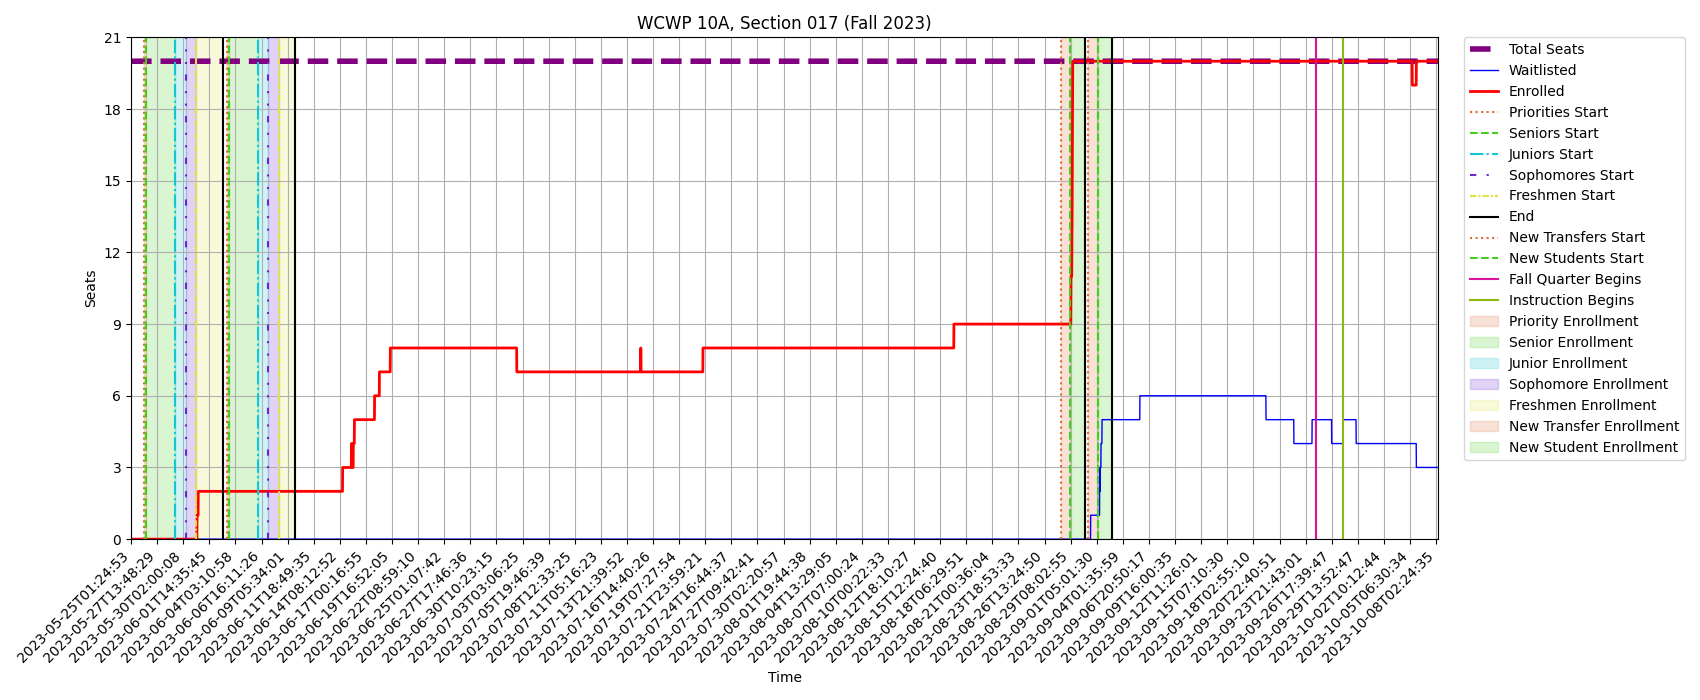 WCWP 10A, Section 017 (Fall 2023)
21
18
15
12
9
6
3
0
Seats
2023-05-25T01:24:53
2023-05-27T13:48:29
2023-05-30T02:00:08
2023-06-01T14:35:45
2023-06-04T03:10:58
2023-06-06T16:11:26
2023-06-09T05:34:01
2023-06-11T18:49:35
2023-06-14T08:12:52
2023-06-17T00:16:55
2023-06-19T16:52:05
2023-06-22T08:59:10
2023-06-25T01:07:42
2023-06-27T17:46:36
2023-06-30T10:23:15
2023-07-03T03:06:25
2023-07-05T19:46:39
2023-07-08T12:33:25
2023-07-11T05:16:23
2023-07-13T21:39:52
2023-07-16T14:40:26
2023-07-19T07:27:54
2023-07-21T23:59:21
2023-07-24T16:44:37
2023-07-27T09:42:41
2023-07-30T02:20:57
2023-08-01T19:44:38
2023-08-04T13:29:05
2023-08-07T07:00:24
2023-08-10T00:22:33
2023-08-12T18:10:27
2023-08-15T12:24:40
2023-08-18T06:29:51
2023-08-21T00:36:04
2023-08-23T18:53:33
2023-08-26T13:24:50
2023-08-29T08:02:55
2023-09-01T05:01:30
2023-09-04T01:35:59
2023-09-06T20:50:17
2023-09-09T16:00:35
2023-09-12T11:26:01
2023-09-15T07:10:30
2023-09-18T02:55:10
2023-09-20T22:40:51
2023-09-23T21:43:01
2023-09-26T17:39:47
2023-09-29T13:52:47
2023-10-02T10:12:44
2023-10-05T06:30:34
2023-10-08T02:24:35
Time
Total Seats
Waitlisted
Enrolled
Priorities Start
Seniors Start
Juniors Start
Sophomores Start
Freshmen Start
End
New Transfers Start
New Students Start
Fall Quarter Begins
Instruction Begins
Priority Enrollment
Senior Enrollment
Junior Enrollment
Sophomore Enrollment
Freshmen Enrollment
New Transfer Enrollment
New Student Enrollment